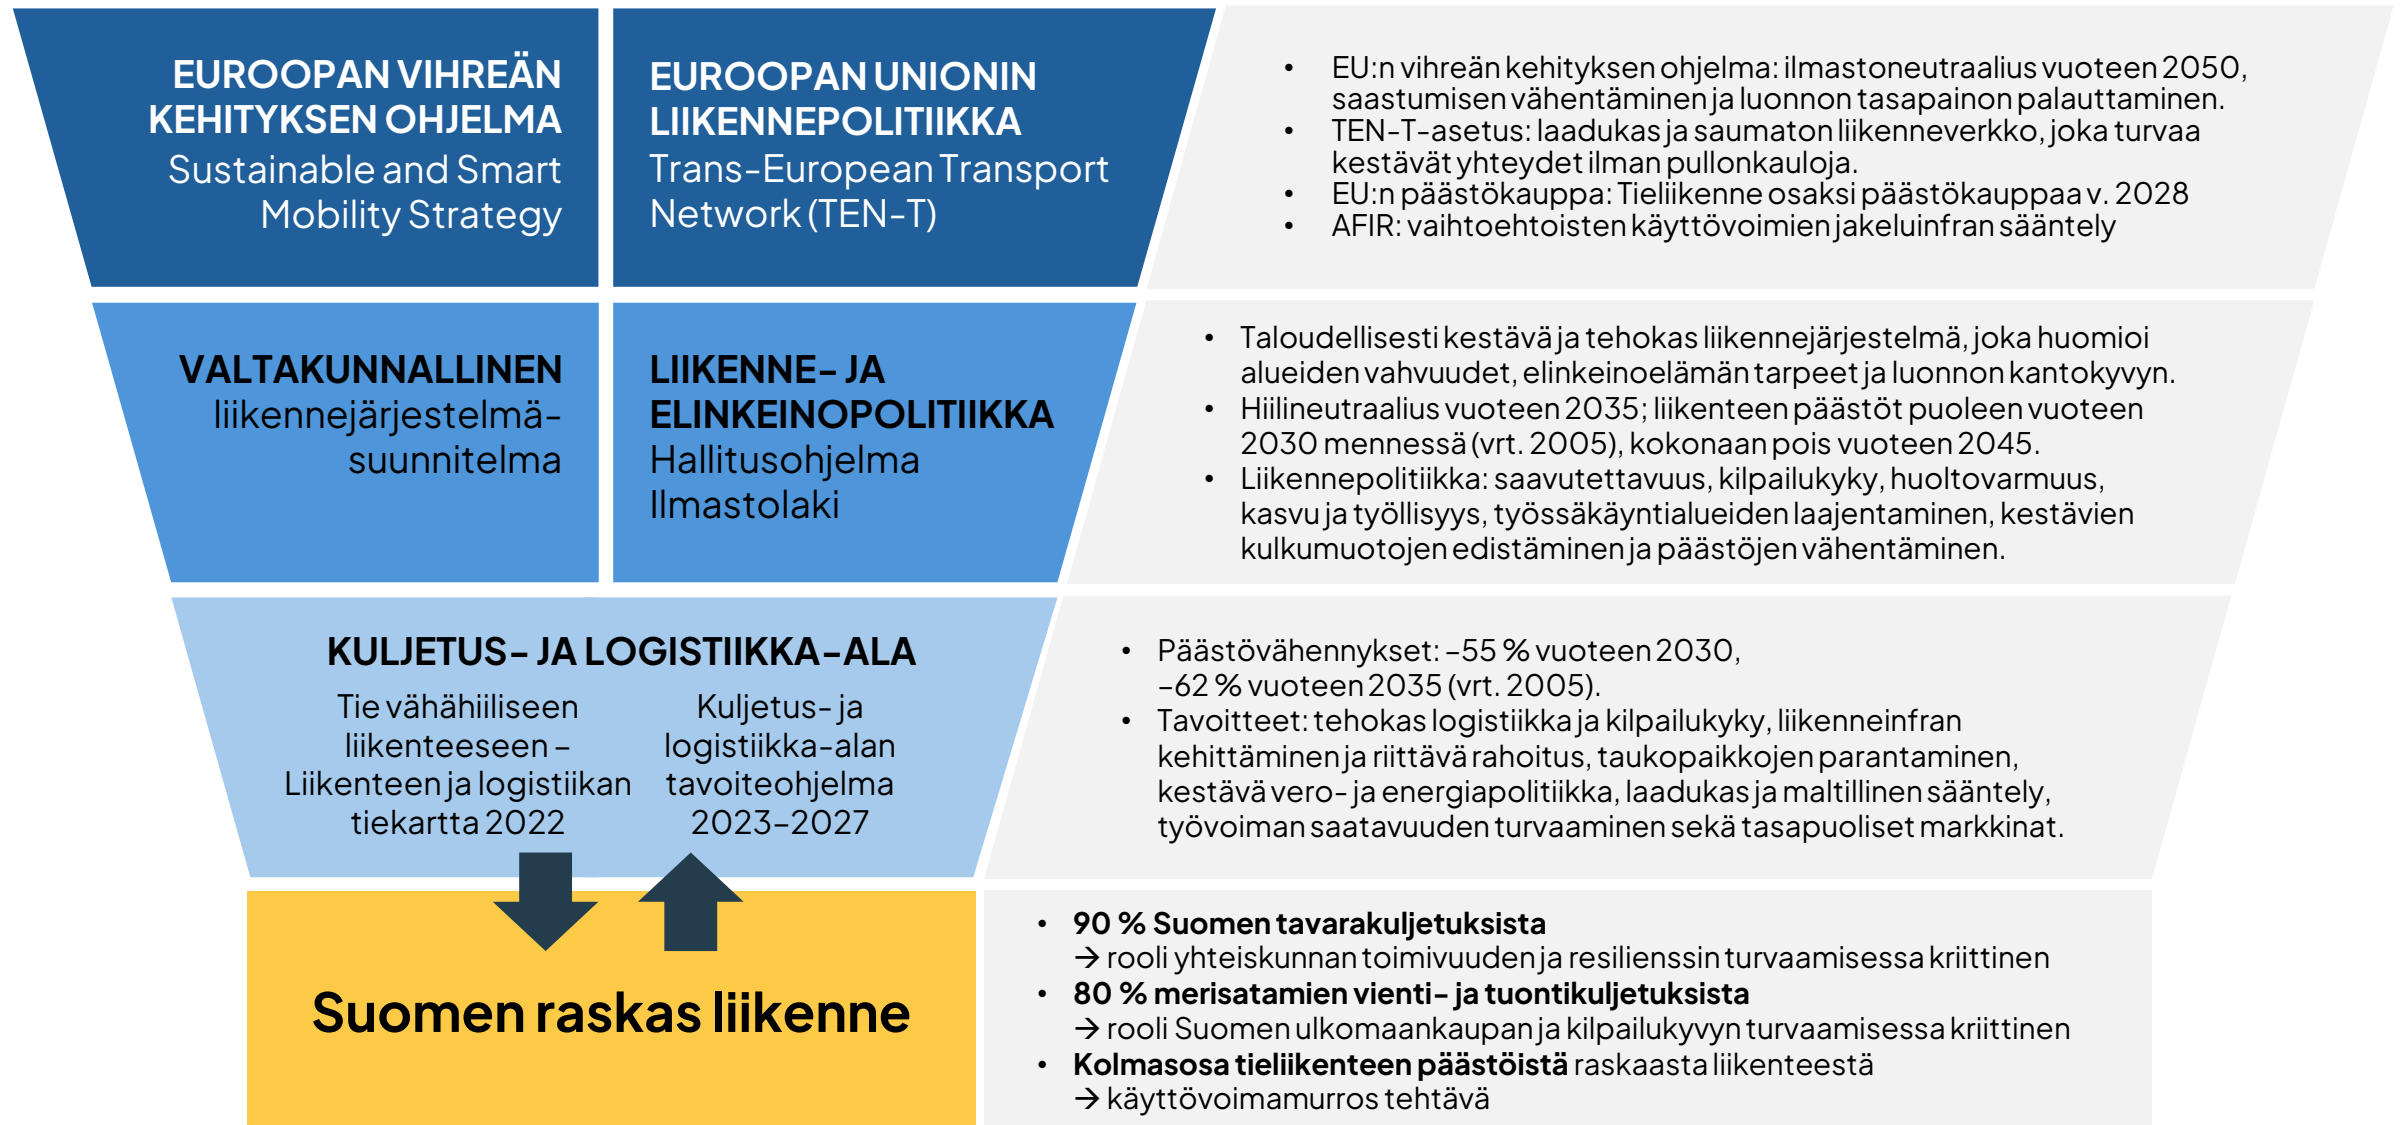 EUROOPAN VIHREÄN
KEHITYKSEN OHJELMA
Sustainable and Smart
Mobility Strategy
EUROOPAN UNIONIN
LIIKENNEPOLITIIKKA
Trans-European Transport
Network (TEN-T)
• EU:n vihreän kehityksen ohjelma: ilmastoneutraalius vuoteen 2050,
saastumisen vähentäminen ja luonnon tasapainon palauttaminen.
• TEN-T-asetus: laadukas ja saumaton liikenneverkko, joka turvaa
kestävät yhteydet ilman pullonkauloja.
• EU:n päästökauppa: Tieliikenne osaksi päästökauppaa v. 2028
• AFIR: vaihtoehtoisten käyttövoimien jakeluinfran sääntely
VALTAKUNNALLINEN
liikennejärjestelmä-
suunnitelma
LIIKENNE- JA
ELINKEINOPOLITIIKKA
Hallitusohjelma
Ilmastolaki
• Taloudellisesti kestävä ja tehokas liikennejärjestelmä, joka huomioi
alueiden vahvuudet, elinkeinoelämän tarpeet ja luonnon kantokyvyn.
• Hiilineutraalius vuoteen 2035; liikenteen päästöt puoleen vuoteen
2030 mennessä (vrt. 2005), kokonaan pois vuoteen 2045.
• Liikennepolitiikka: saavutettavuus, kilpailukyky, huoltovarmuus,
kasvu ja työllisyys, työssäkäyntialueiden laajentaminen, kestävien
kulkumuotojen edistäminen ja päästöjen vähentäminen.
KULJETUS- JA LOGISTIIKKA-ALA
Tie vähähiiliseen
liikenteeseen –
Liikenteen ja logistiikan
tiekartta 2022
Kuljetus- ja
logistiikka-alan
tavoiteohjelma
2023–2027
• Päästövähennykset: –55 % vuoteen 2030,
–62 % vuoteen 2035 (vrt. 2005).
• Tavoitteet: tehokas logistiikka ja kilpailukyky, liikenneinfran
kehittäminen ja riittävä rahoitus, taukopaikkojen parantaminen,
kestävä vero- ja energiapolitiikka, laadukas ja maltillinen sääntely,
työvoiman saatavuuden turvaaminen sekä tasapuoliset markkinat.
Suomen raskas liikenne
• 90 % Suomen tavarakuljetuksista
→ rooli yhteiskunnan toimivuuden ja resilienssin turvaamisessa kriittinen
• 80 % merisatamien vienti- ja tuontikuljetuksista
→ rooli Suomen ulkomaankaupan ja kilpailukyvyn turvaamisessa kriittinen
• Kolmasosa tieliikenteen päästöistä raskaasta liikenteestä
→ käyttövoimamurros tehtävä